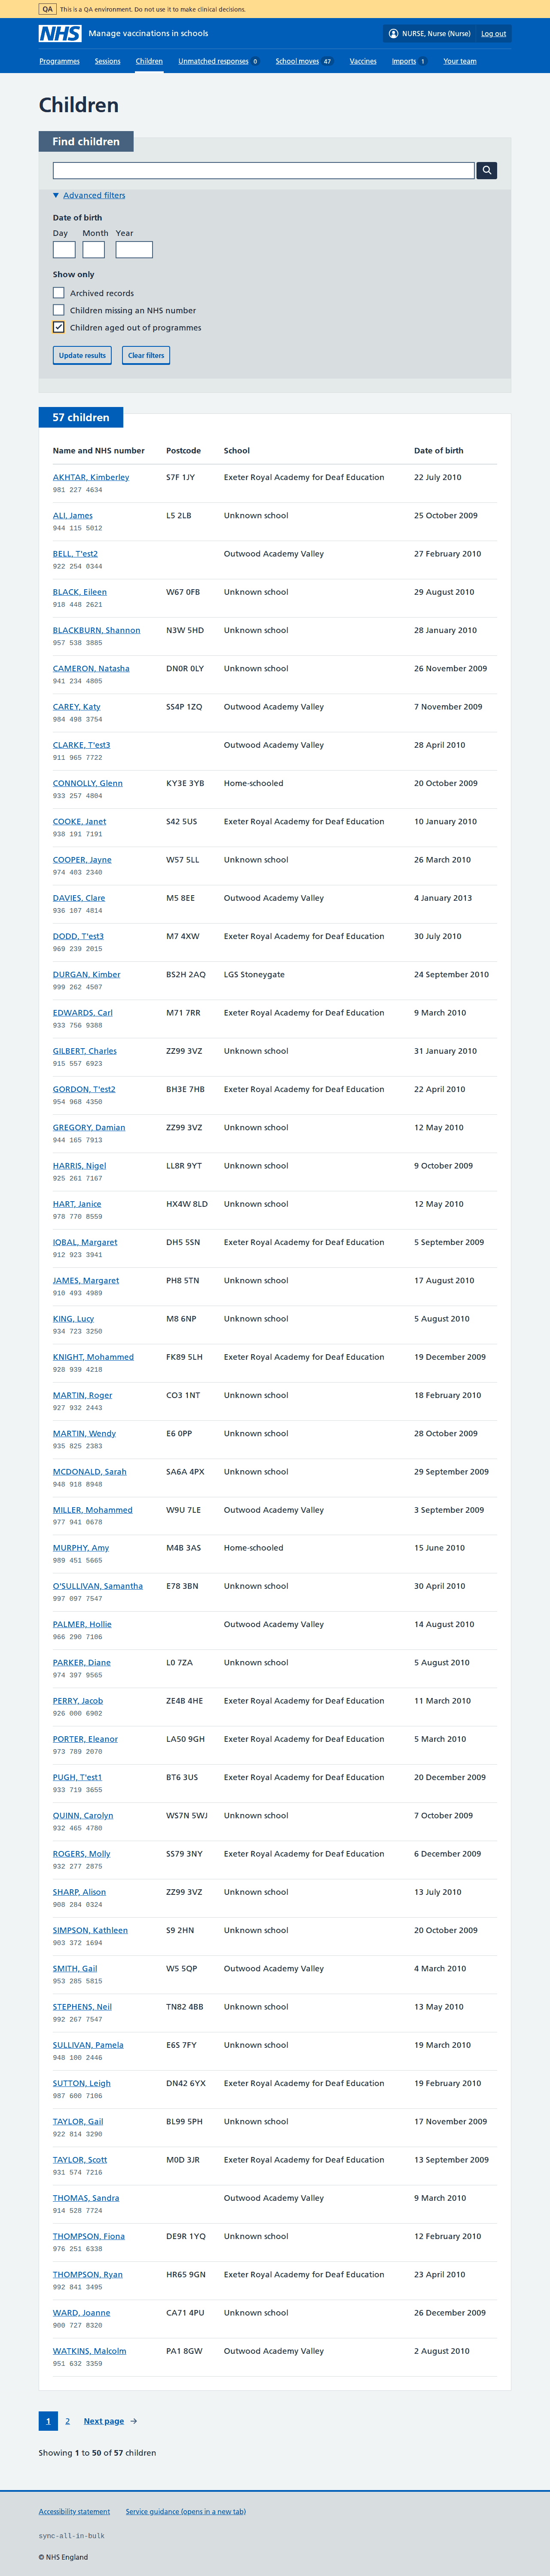 QA This is a QA environment. Do not use it to make clinical decisions.
NHS Manage vaccinations in schools NURSE, Nurse (Nurse) Log out
Programmes Sessions Children Unmatched responses 0 School moves 47 Vaccines Imports 1 Your team
Children
Find children
Advanced filters
Date of birth
Day Month Year
Show only
Archived records
Children missing an NHS number
Children aged out of programmes
Update results Clear filters
57 children
Name and NHS number Postcode School Date of birth
AKHTAR, Kimberley S7F 1JY Exeter Royal Academy for Deaf Education 22 July 2010
981 227 4634
ALI, James L5 2LB Unknown school 25 October 2009
944 115 5012
BELL, T'est2 Outwood Academy Valley 27 February 2010
922 254 0344
BLACK, Eileen W67 0FB Unknown school 29 August 2010
918 448 2621
BLACKBURN, Shannon N3W 5HD Unknown school 28 January 2010
957 538 3885
CAMERON, Natasha DN0R 0LY Unknown school 26 November 2009
941 234 4805
CAREY, Katy SS4P 1ZQ Outwood Academy Valley 7 November 2009
984 498 3754
CLARKE, T'est3 Outwood Academy Valley 28 April 2010
911 965 7722
CONNOLLY, Glenn KY3E 3YB Home-schooled 20 October 2009
933 257 4804
COOKE, Janet S42 5US Exeter Royal Academy for Deaf Education 10 January 2010
938 191 7191
COOPER, Jayne W57 5LL Unknown school 26 March 2010
974 403 2340
DAVIES, Clare M5 8EE Outwood Academy Valley 4 January 2013
936 107 4814
DODD, T'est3 M7 4XW Exeter Royal Academy for Deaf Education 30 July 2010
969 239 2015
DURGAN, Kimber BS2H 2AQ LGS Stoneygate 24 September 2010
999 262 4507
EDWARDS, Carl M71 7RR Exeter Royal Academy for Deaf Education 9 March 2010
933 756 9388
GILBERT, Charles ZZ99 3VZ Unknown school 31 January 2010
915 557 6923
GORDON, T'est2 BH3E 7HB Exeter Royal Academy for Deaf Education 22 April 2010
954 968 4350
GREGORY, Damian ZZ99 3VZ Unknown school 12 May 2010
944 165 7913
HARRIS, Nigel LL8R 9YT Unknown school 9 October 2009
925 261 7167
HART, Janice HX4W 8LD Unknown school 12 May 2010
978 770 8559
IQBAL, Margaret DH5 5SN Exeter Royal Academy for Deaf Education 5 September 2009
912 923 3941
JAMES, Margaret PH8 5TN Unknown school 17 August 2010
910 493 4989
KING, Lucy M8 6NP Unknown school 5 August 2010
934 723 3250
KNIGHT, Mohammed FK89 5LH Exeter Royal Academy for Deaf Education 19 December 2009
928 939 4218
MARTIN, Roger CO3 1NT Unknown school 18 February 2010
927 932 2443
MARTIN, Wendy E6 0PP Unknown school 28 October 2009
935 825 2383
MCDONALD, Sarah SA6A 4PX Unknown school 29 September 2009
948 918 8948
MILLER, Mohammed W9U 7LE Outwood Academy Valley 3 September 2009
977 941 0678
MURPHY, Amy M4B 3AS Home-schooled 15 June 2010
989 451 5665
O'SULLIVAN, Samantha E78 3BN Unknown school 30 April 2010
997 097 7547
PALMER, Hollie Outwood Academy Valley 14 August 2010
966 290 7106
PARKER, Diane L0 7ZA Unknown school 5 August 2010
974 397 9565
PERRY, Jacob ZE4B 4HE Exeter Royal Academy for Deaf Education 11 March 2010
926 000 6902
PORTER, Eleanor LA50 9GH Exeter Royal Academy for Deaf Education 5 March 2010
973 789 2070
PUGH, T'est1 BT6 3US Exeter Royal Academy for Deaf Education 20 December 2009
933 719 3655
QUINN, Carolyn WS7N 5WJ Unknown school 7 October 2009
932 465 4780
ROGERS, Molly SS79 3NY Exeter Royal Academy for Deaf Education 6 December 2009
932 277 2875
SHARP, Alison ZZ99 3VZ Unknown school 13 July 2010
908 284 0324
SIMPSON, Kathleen S9 2HN Unknown school 20 October 2009
903 372 1694
SMITH, Gail W5 5QP Outwood Academy Valley 4 March 2010
953 285 5815
STEPHENS, Neil TN82 4BB Unknown school 13 May 2010
992 267 7547
SULLIVAN, Pamela E6S 7FY Unknown school 19 March 2010
948 100 2446
SUTTON, Leigh DN42 6YX Exeter Royal Academy for Deaf Education 19 February 2010
987 600 7106
TAYLOR, Gail BL99 5PH Unknown school 17 November 2009
922 814 3290
TAYLOR, Scott M0D 3JR Exeter Royal Academy for Deaf Education 13 September 2009
931 574 7216
THOMAS, Sandra Outwood Academy Valley 9 March 2010
914 528 7724
THOMPSON, Fiona DE9R 1YQ Unknown school 12 February 2010
976 251 6338
THOMPSON, Ryan HR65 9GN Exeter Royal Academy for Deaf Education 23 April 2010
992 841 3495
WARD, Joanne CA71 4PU Unknown school 26 December 2009
900 727 8320
WATKINS, Malcolm PA1 8GW Outwood Academy Valley 2 August 2010
951 632 3359
1 2 Next page
Showing 1 to 50 of 57 children
Accessibility statement Service guidance (opens in a new tab)
sync-all-in-bulk
© NHS England